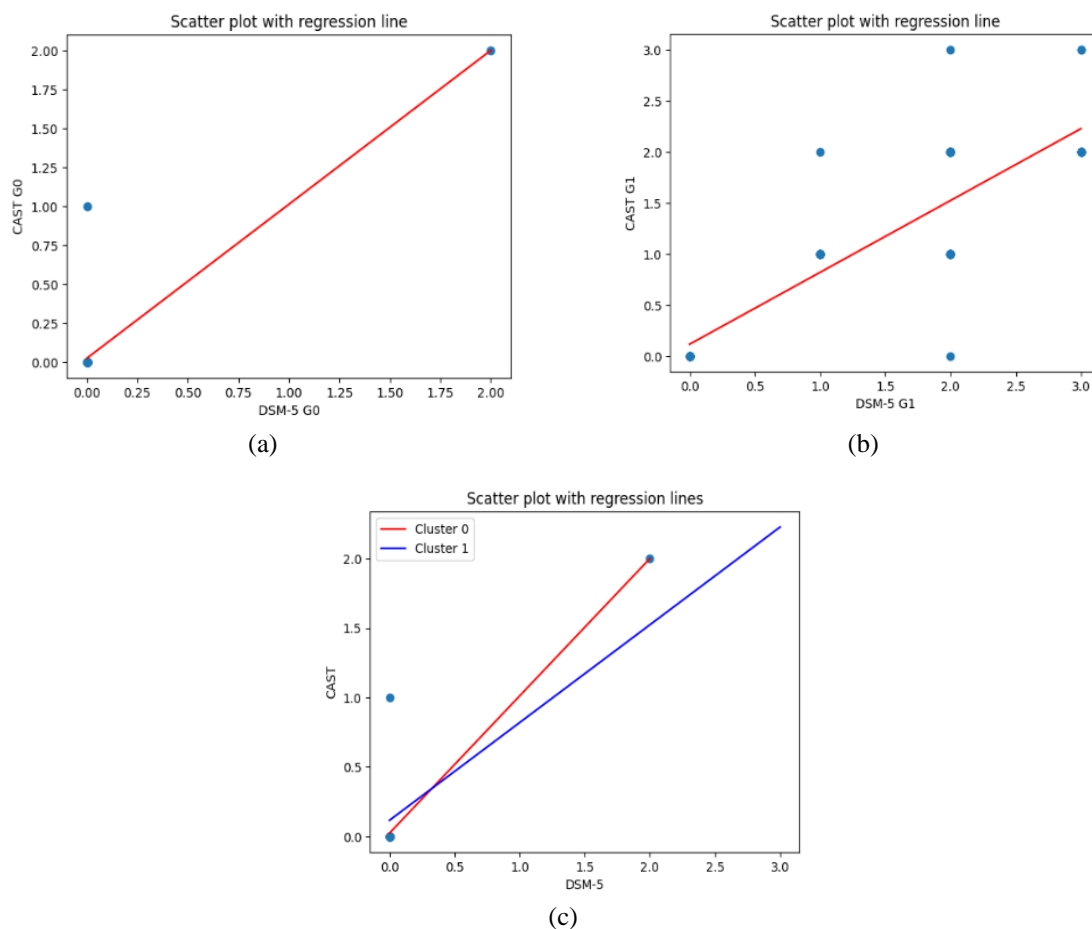 Scatter plot with regression line
2.00
1.75
1.50
1.25
1.00
0.75
0.50
0.25
0.00
CAST G0
0.00 0.25 0.50 0.75 1.00 1.25 1.50 1.75 2.00
DSM-5 G0
(a)
Scatter plot with regression line
3.0
2.5
2.0
1.5
1.0
0.5
0.0
CAST G1
0.0 0.5 1.0 1.5 2.0 2.5 3.0
DSM-5 G1
(b)
Scatter plot with regression lines
Cluster 0
Cluster 1
2.0
1.5
1.0
0.5
0.0
CAST
0.0 0.5 1.0 1.5 2.0 2.5 3.0
DSM-5
(c)